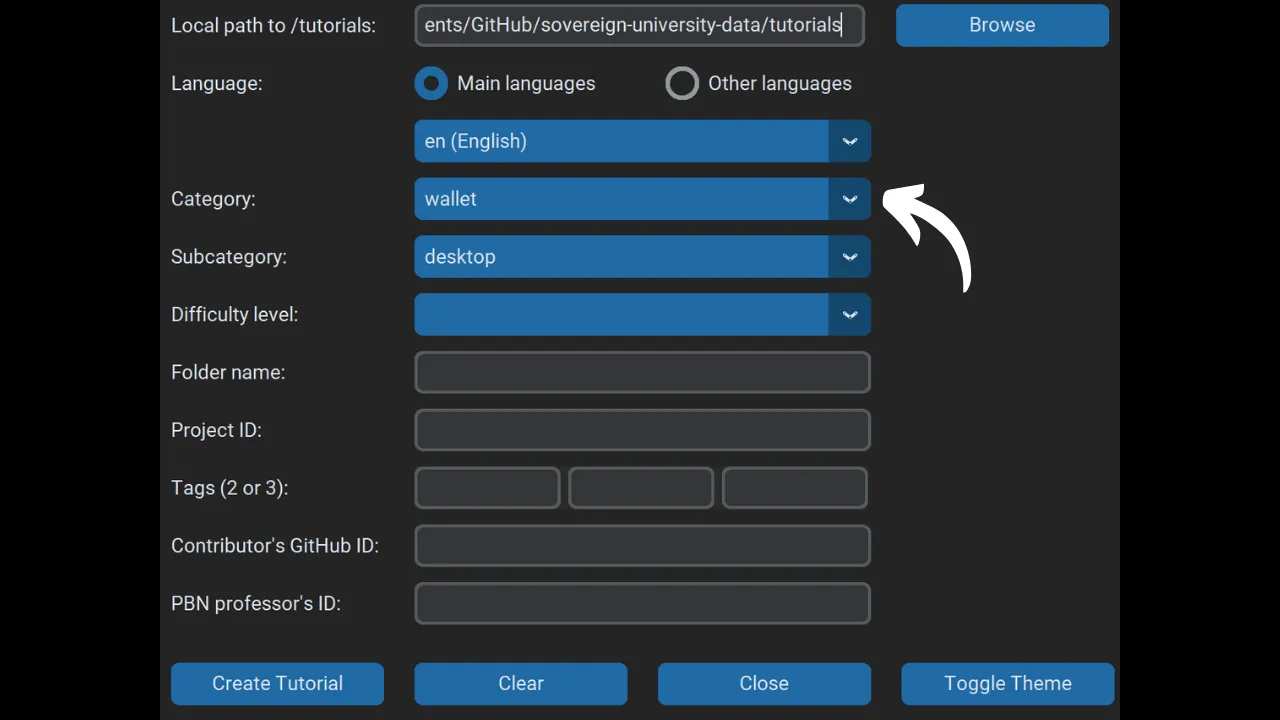 Local path to /tutorials: ents/GitHub/sovereign-university-data/tutorials Browse
Language: Main languages Other languages
en (English)
Category: wallet
Subcategory: desktop
Difficulty level:
Folder name:
Project ID:
Tags (2 or 3):
Contributor's GitHub ID:
PBN professor's ID:
Create Tutorial Clear Close Toggle Theme